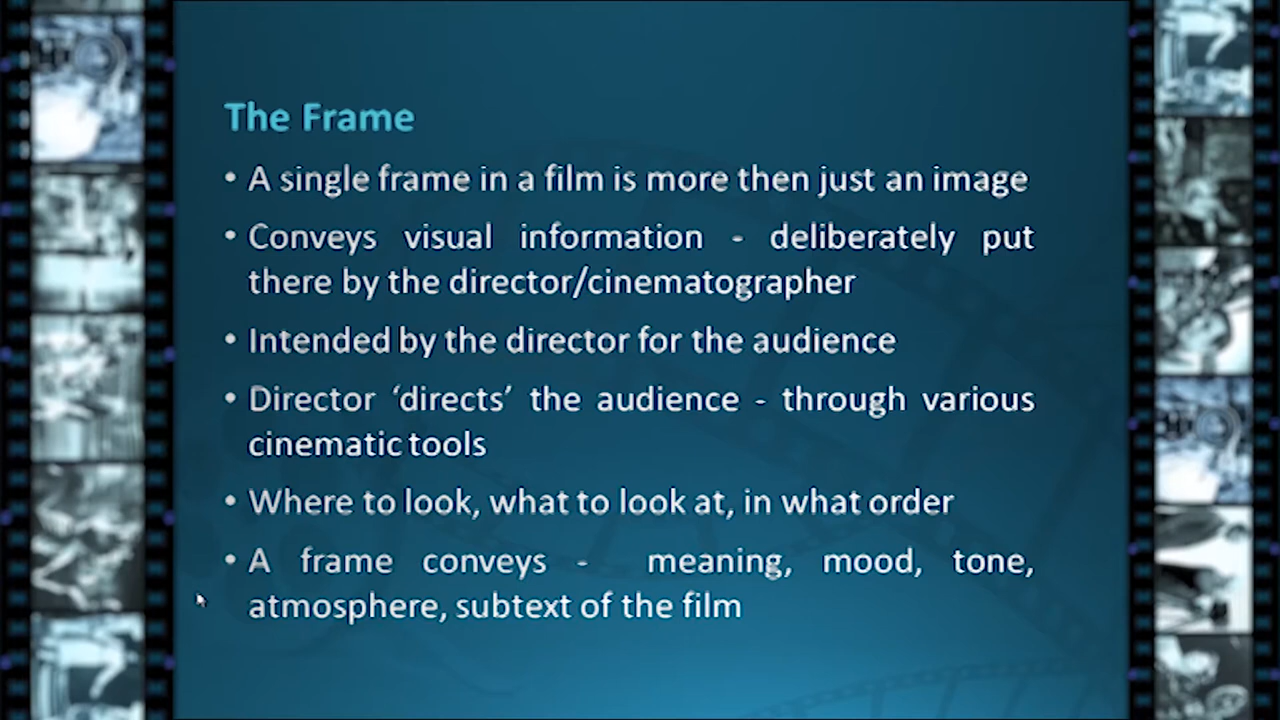 The Frame
• A single frame in a film is more then just an image
• Conveys visual information - deliberately put
there by the director/cinematographer
• Intended by the director for the audience
• Director ‘directs’ the audience - through various
cinematic tools
• Where to look, what to look at, in what order
• A frame conveys - meaning, mood, tone,
atmosphere, subtext of the film